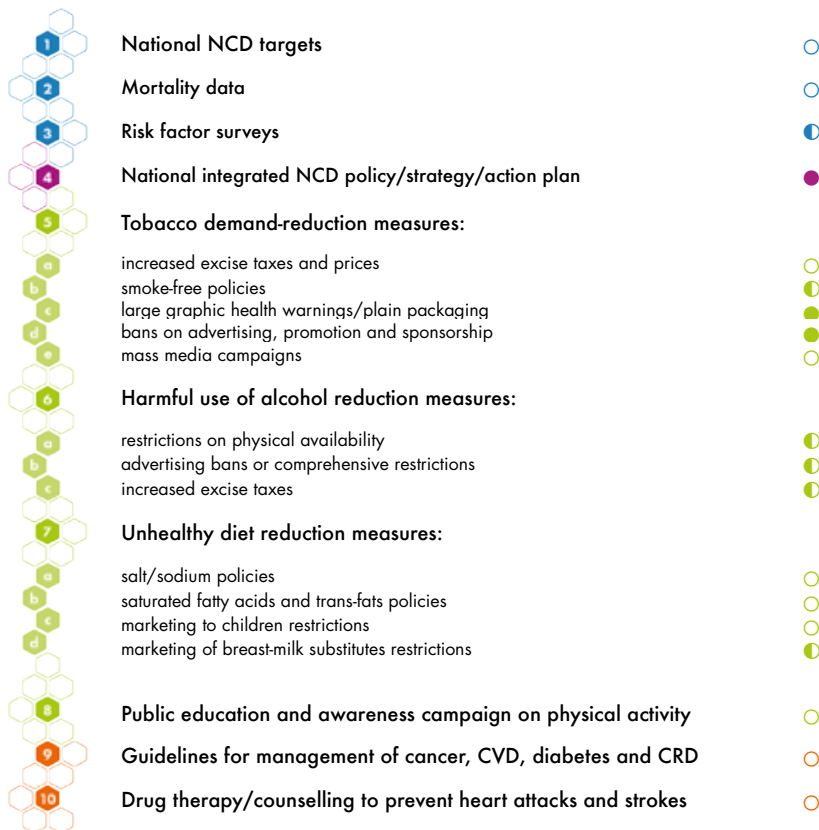 1 National NCD targets
2 Mortality data
3 Risk factor surveys
4 National integrated NCD policy/strategy/action plan
5 Tobacco demand-reduction measures:
a increased excise taxes and prices
b smoke-free policies
c large graphic health warnings/plain packaging
d bans on advertising, promotion and sponsorship
e mass media campaigns
6 Harmful use of alcohol reduction measures:
a restrictions on physical availability
b advertising bans or comprehensive restrictions
c increased excise taxes
7 Unhealthy diet reduction measures:
a salt/sodium policies
b saturated fatty acids and trans-fats policies
c marketing to children restrictions
d marketing of breast-milk substitutes restrictions
8 Public education and awareness campaign on physical activity
9 Guidelines for management of cancer, CVD, diabetes and CRD
10 Drug therapy/counselling to prevent heart attacks and strokes